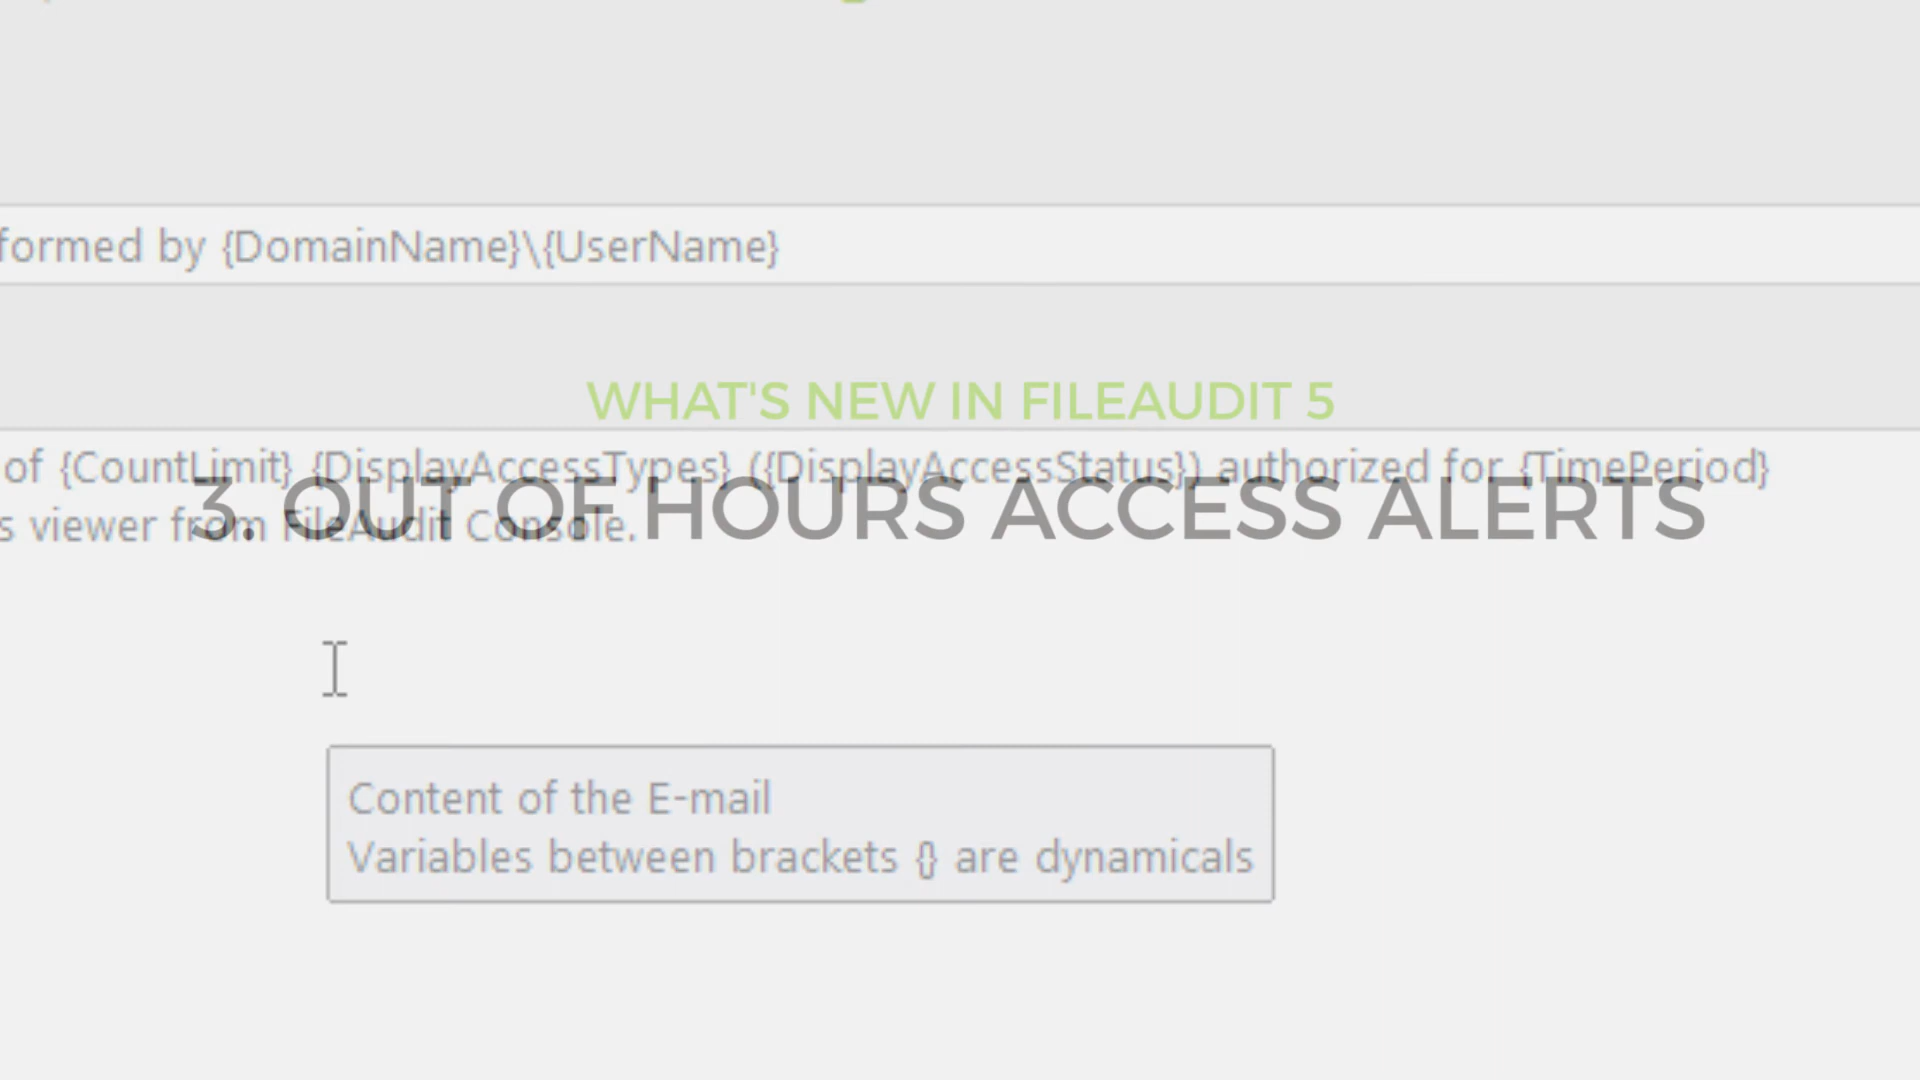 formed by {DomainName}\{UserName}
WHAT'S NEW IN FILEAUDIT 5
of {CountLimit} {DisplayAccessTypes} ({DisplayAccessStatus}) authorized for {TimePeriod}
3. OUT OF HOURS ACCESS ALERTS
s viewer from FileAudit Console.
Content of the E-mail
Variables between brackets {} are dynamicals